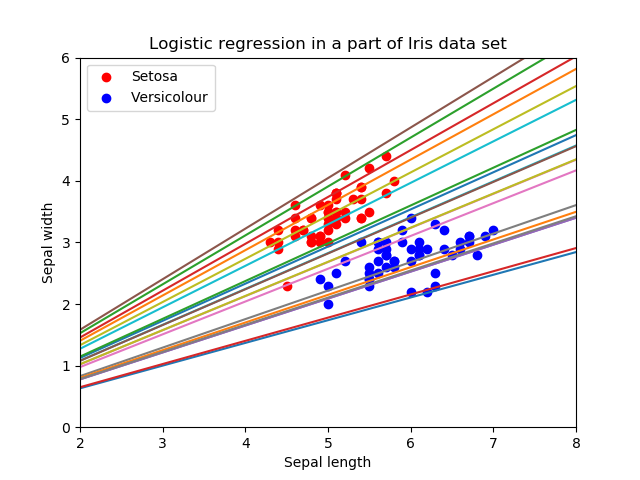 Logistic regression in a part of Iris data set
Setosa
Versicolour
Sepal width
6
5
4
3
2
1
0
2 3 4 5 6 7 8
Sepal length